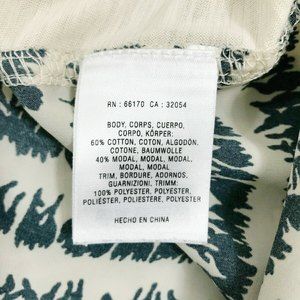 RN : 66170 CA : 32054
BODY, CORPS, CUERPO,
CORPO, KÖRPER:
60% COTTON, COTON, ALGODÓN,
COTONE, BAUMWOLLE
40% MODAL, MODAL, MODAL,
MODAL, MODAL
TRIM, BORDURE, ADORNOS,
GUARNIZIONI, TRIMM:
100% POLYESTER, POLYESTER,
POLIÉSTER, POLIESTERE, POLYESTER
HECHO EN CHINA